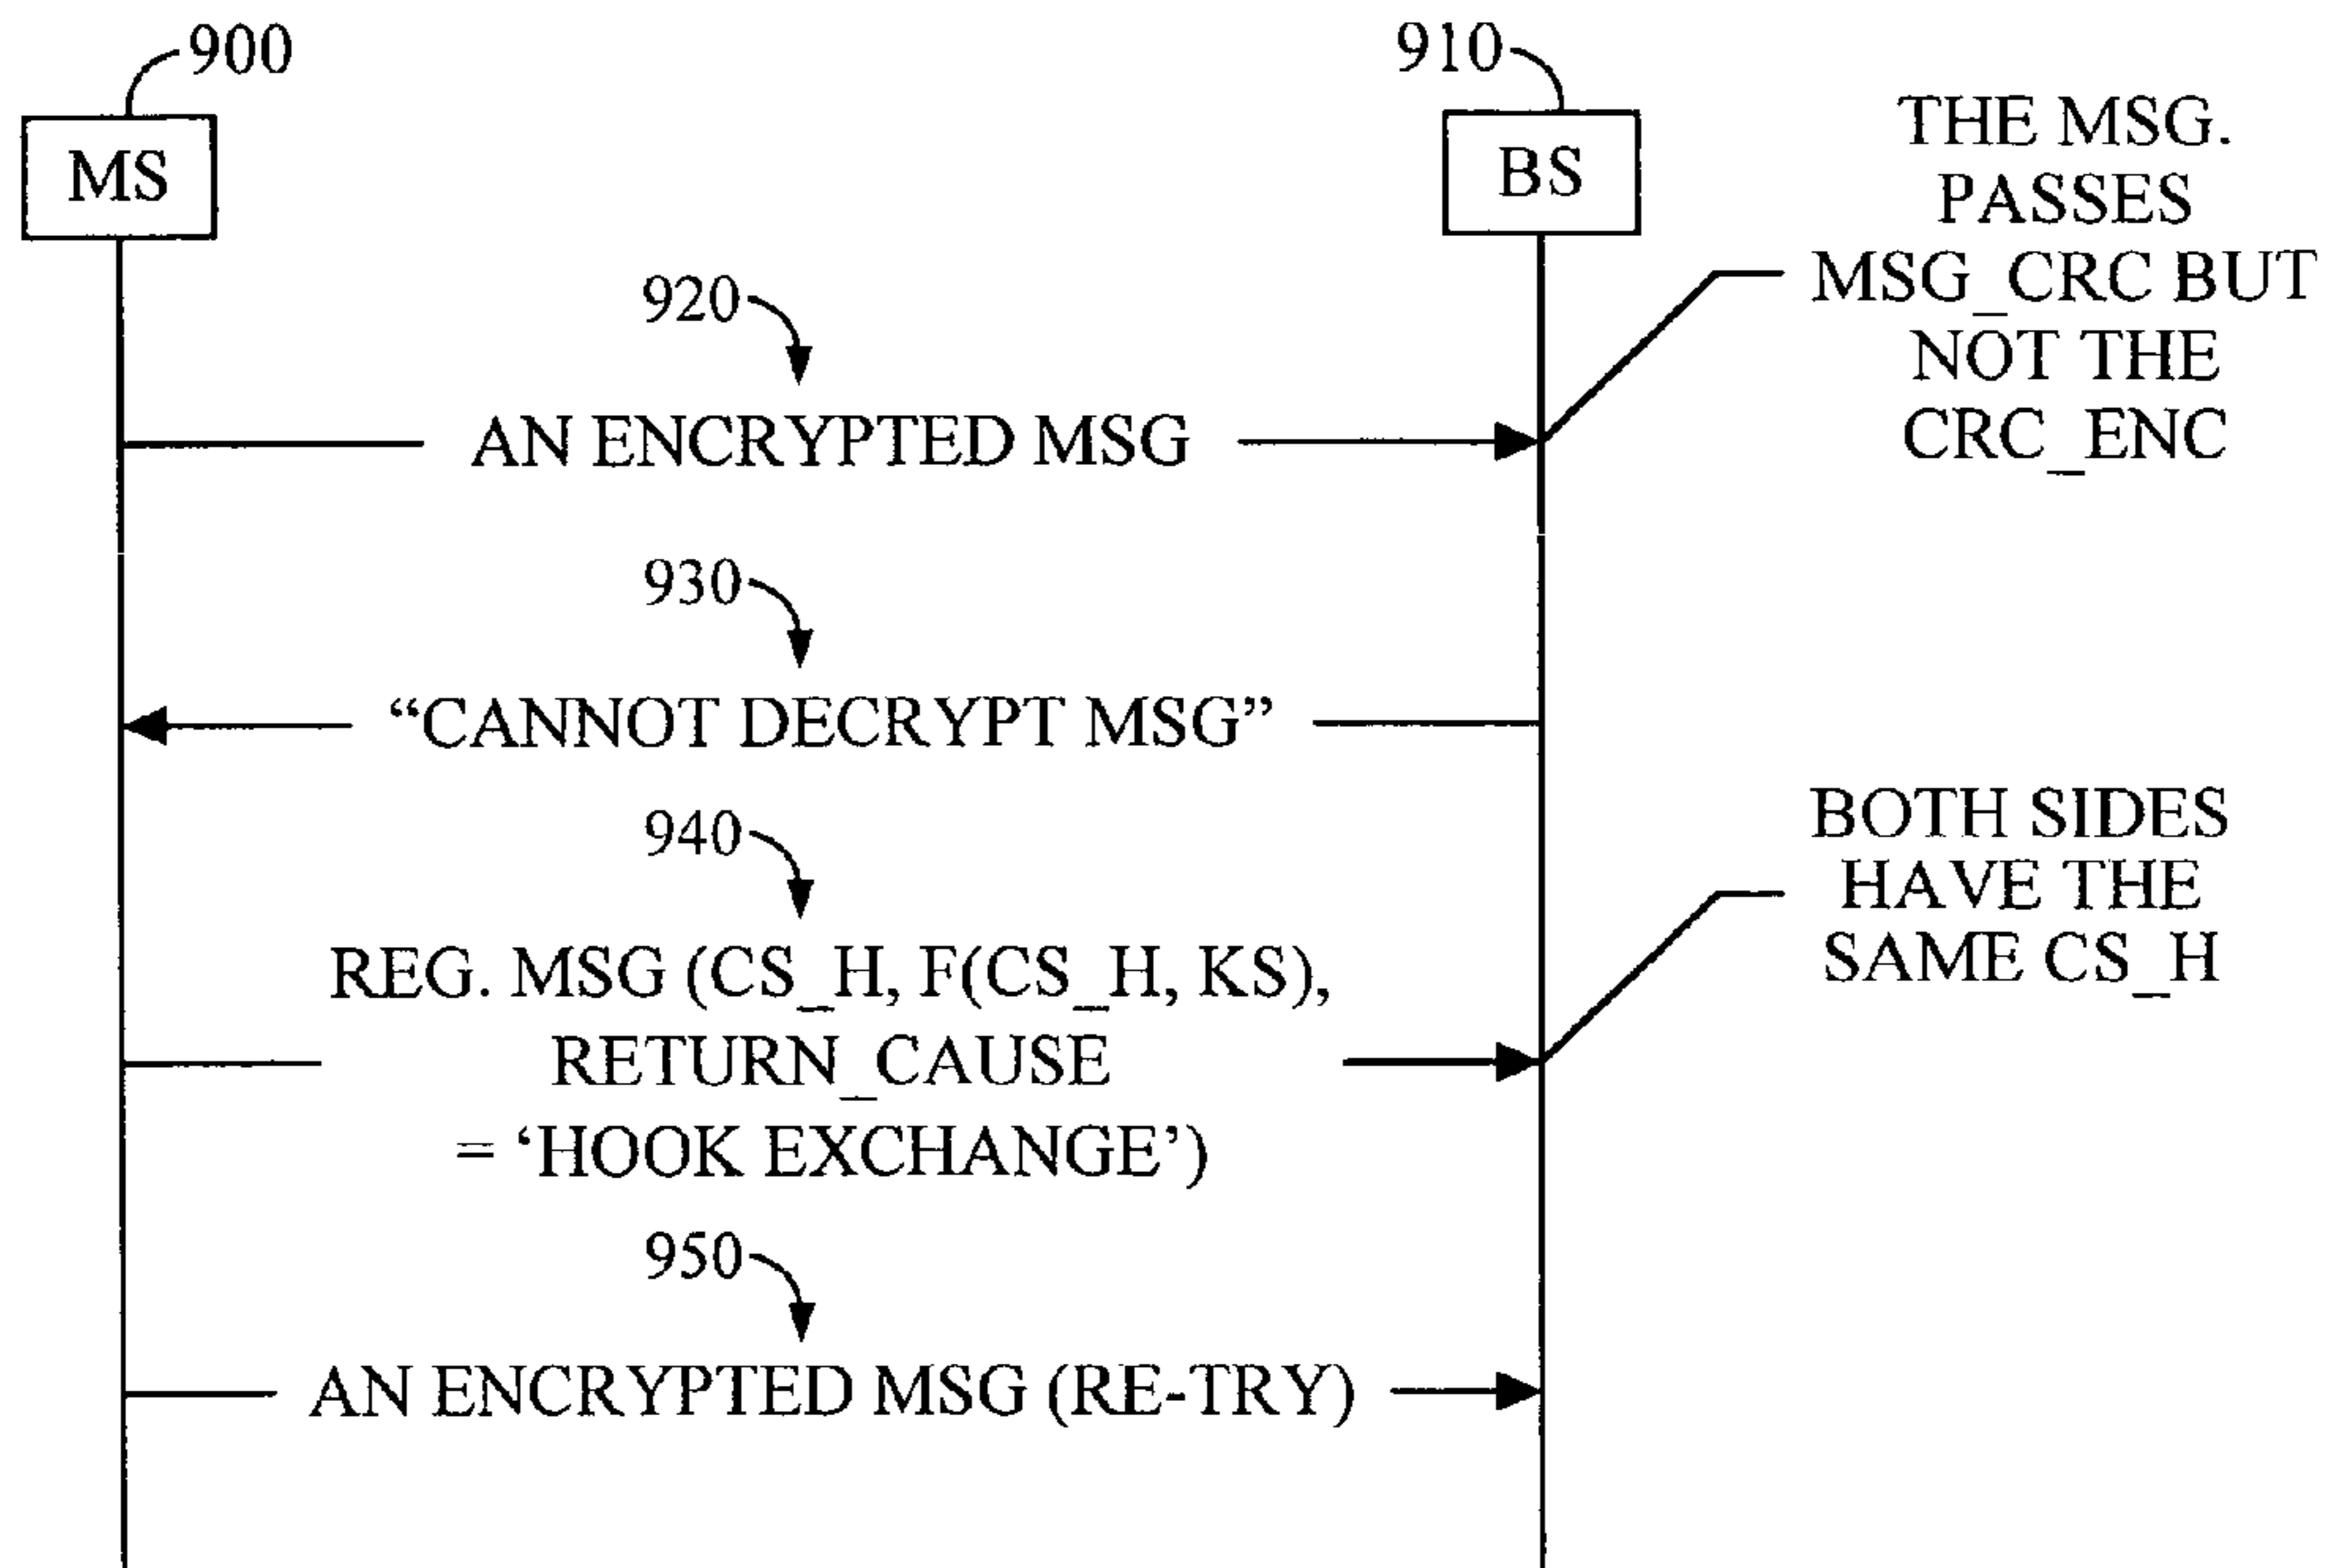 900
910
MS
BS
THE MSG.
PASSES
MSG_CRC BUT
NOT THE
CRC_ENC
920
AN ENCRYPTED MSG
930
“CANNOT DECRYPT MSG”
940
BOTH SIDES
HAVE THE
SAME CS_H
REG. MSG (CS_H, F(CS_H, KS),
RETURN_CAUSE
= ‘HOOK EXCHANGE’)
950
AN ENCRYPTED MSG (RE-TRY)